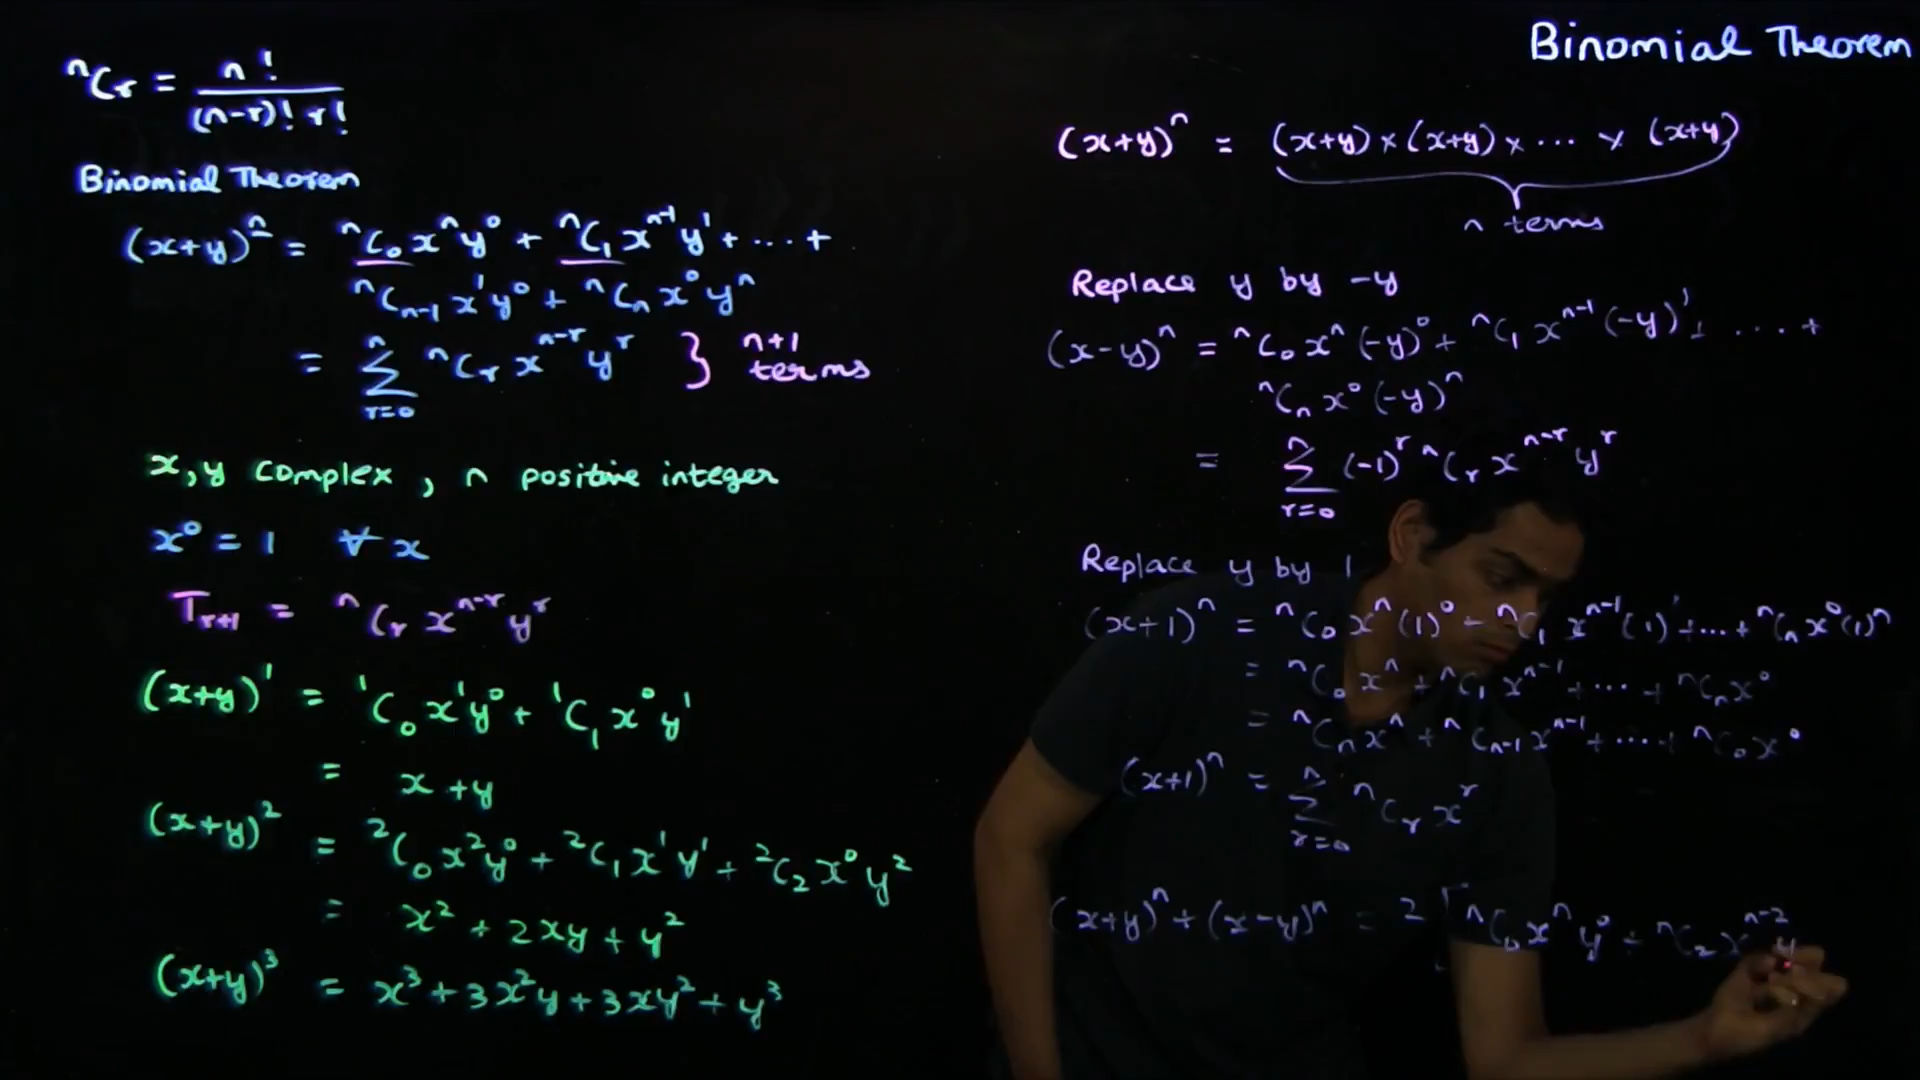 ⁿCᵣ = n! / (n-r)! r!
Binomial Theorem
(x+y)ⁿ = ⁿC₀ xⁿ y⁰ + ⁿC₁ xⁿ⁻¹ y¹ + ... +
ⁿCₙ₋₁ x¹ y⁰ + ⁿCₙ x⁰ yⁿ
= Σ_{r=0}^{n} ⁿCᵣ xⁿ⁻ʳ yʳ } n+1 terms
x, y complex, n positive integer
x⁰ = 1 ∀ x
Tᵣ₊₁ = ⁿCᵣ xⁿ⁻ʳ yʳ
(x+y)¹ = ¹C₀ x¹ y⁰ + ¹C₁ x⁰ y¹
= x + y
(x+y)² = ²C₀ x² y⁰ + ²C₁ x¹ y¹ + ²C₂ x⁰ y²
= x² + 2xy + y²
(x+y)³ = x³ + 3x²y + 3xy² + y³
Binomial Theorem
(x+y)ⁿ = (x+y) × (x+y) × ... × (x+y)
n terms
Replace y by -y
(x-y)ⁿ = ⁿC₀ xⁿ (-y)⁰ + ⁿC₁ xⁿ⁻¹ (-y)¹ + .... +
ⁿCₙ x⁰ (-y)ⁿ
= Σ_{r=0}^{n} (-1)ʳ ⁿCᵣ xⁿ⁻ʳ yʳ
Replace y by 1
(x+1)ⁿ = ⁿC₀ xⁿ (1)⁰ + ⁿC₁ xⁿ⁻¹ (1)¹ + ... + ⁿCₙ x⁰ (1)ⁿ
= ⁿC₀ xⁿ + ⁿC₁ xⁿ⁻¹ + ... + ⁿCₙ x⁰
= ⁿCₙ xⁿ + ⁿCₙ₋₁ xⁿ⁻¹ + ... + ⁿC₀ x⁰
(x+1)ⁿ = Σ_{r=0}^{n} ⁿCᵣ xʳ
(x+y)ⁿ + (x-y)ⁿ = 2 [ ⁿC₀ xⁿ y⁰ + ⁿC₂ xⁿ⁻² y